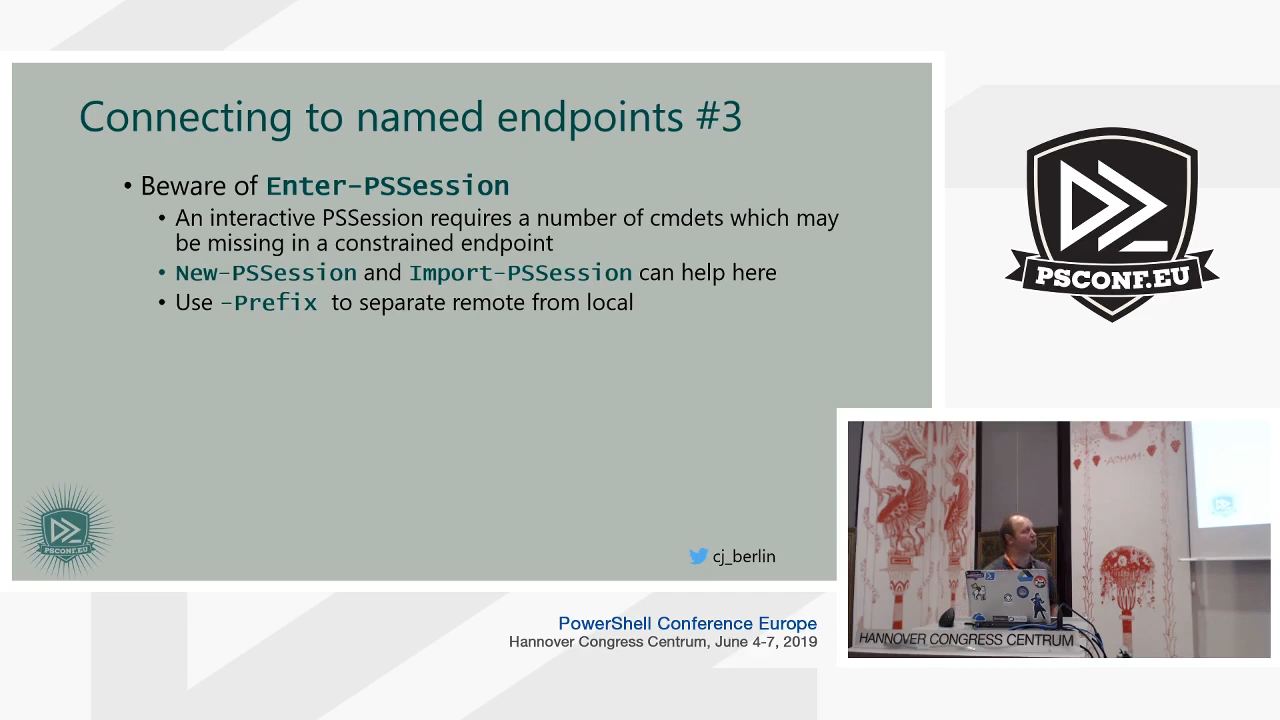 Connecting to named endpoints #3
• Beware of Enter-PSSession
• An interactive PSSession requires a number of cmdets which may
be missing in a constrained endpoint
• New-PSSession and Import-PSSession can help here
• Use -Prefix to separate remote from local
PSCONF.EU
cj_berlin
PSCONF.EU
PowerShell Conference Europe
Hannover Congress Centrum, June 4-7, 2019
HANNOVER CONGRESS CENTRUM